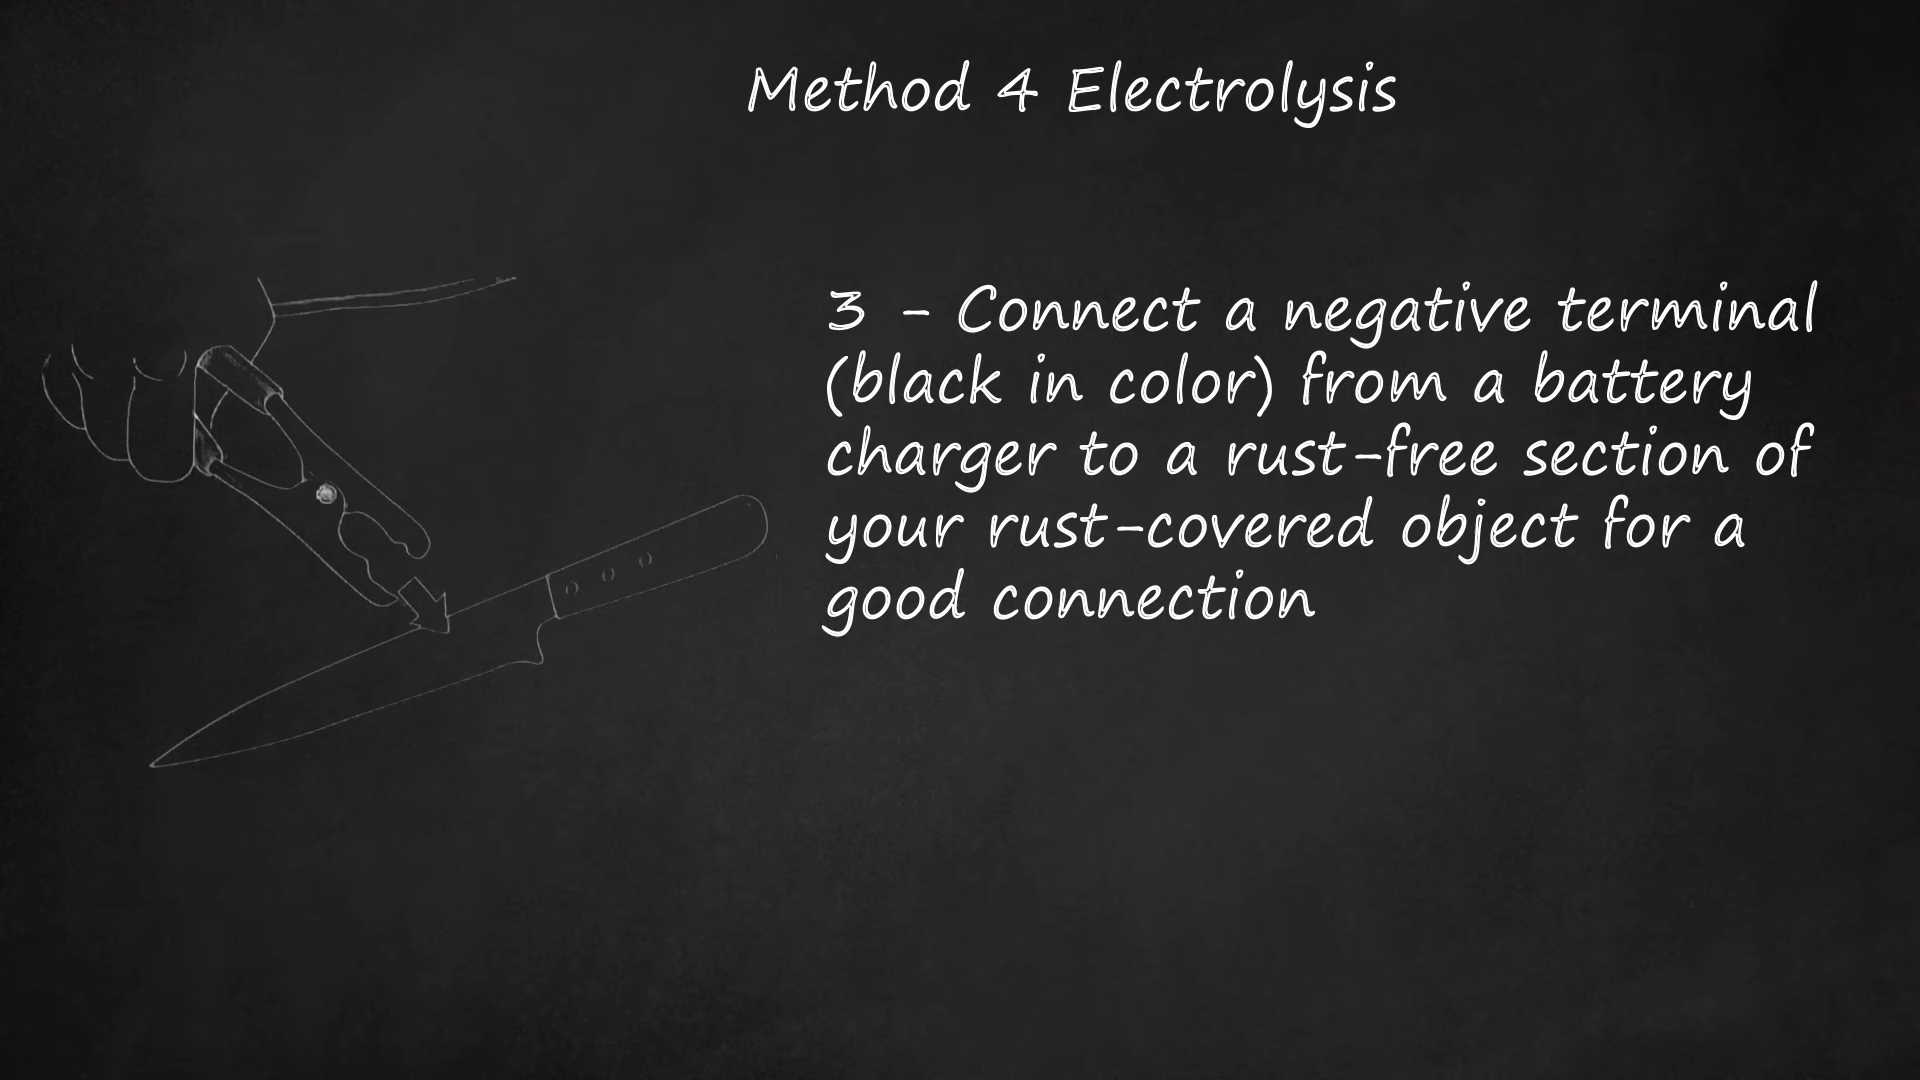 Method 4 Electrolysis
3 - Connect a negative terminal
(black in color) from a battery
charger to a rust-free section of
your rust-covered object for a
good connection